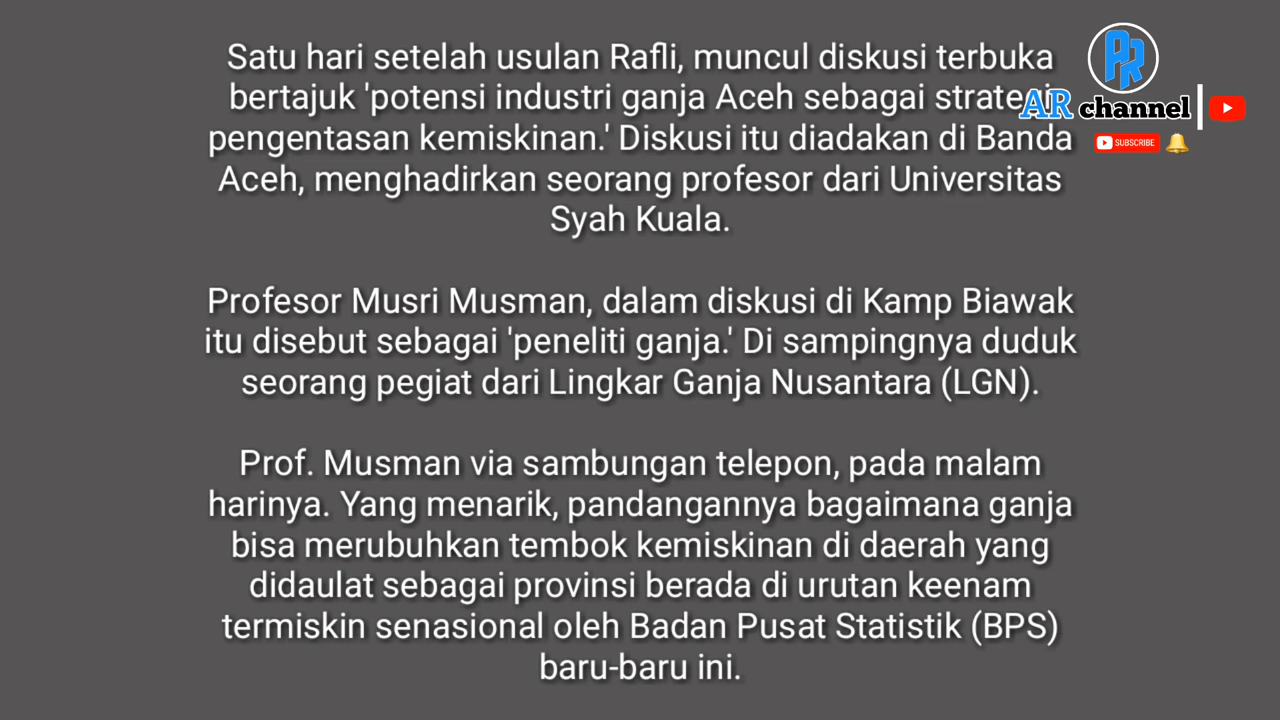 Satu hari setelah usulan Rafli, muncul diskusi terbuka
bertajuk 'potensi industri ganja Aceh sebagai strategi
pengentasan kemiskinan.' Diskusi itu diadakan di Banda
Aceh, menghadirkan seorang profesor dari Universitas
Syah Kuala.
Profesor Musri Musman, dalam diskusi di Kamp Biawak
itu disebut sebagai 'peneliti ganja.' Di sampingnya duduk
seorang pegiat dari Lingkar Ganja Nusantara (LGN).
Prof. Musman via sambungan telepon, pada malam
harinya. Yang menarik, pandangannya bagaimana ganja
bisa merubuhkan tembok kemiskinan di daerah yang
didaulat sebagai provinsi berada di urutan keenam
termiskin senasional oleh Badan Pusat Statistik (BPS)
baru-baru ini.
PR
AR channel
SUBSCRIBE